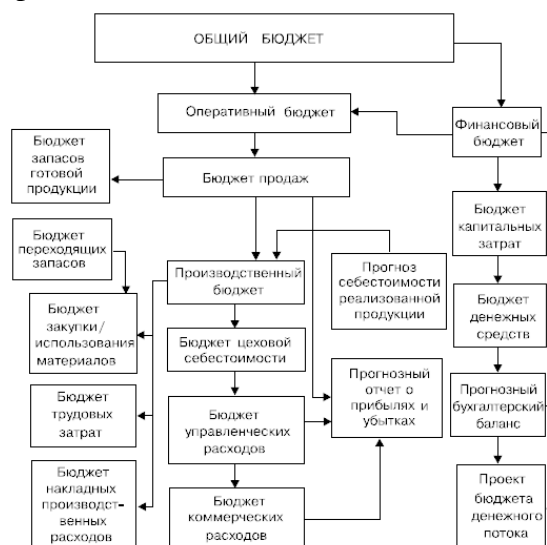 ОБЩИЙ БЮДЖЕТ
Оперативный бюджет
Финансовый
бюджет
Бюджет
запасов
готовой
продукции
Бюджет продаж
Бюджет
капитальных
затрат
Бюджет
переходящих
запасов
Производственный
бюджет
Прогноз
себестоимости
реализованной
продукции
Бюджет
денежных
средств
Бюджет
закупки/
использования
материалов
Бюджет цеховой
себестоимости
Прогнозный
отчет о
прибылях и
убытках
Прогнозный
бухгалтерский
баланс
Бюджет
трудовых
затрат
Бюджет
управленческих
расходов
Бюджет
накладных
производст-
венных
расходов
Бюджет
коммерческих
расходов
Проект
бюджета
денежного
потока